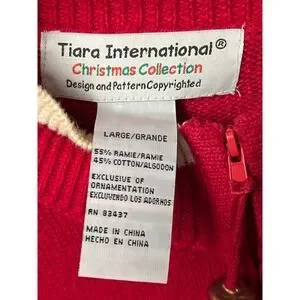 Tiara International®
Christmas Collection
Design and Pattern Copyrighted
LARGE/GRANDE
55% RAMIE/RAMIE
45% COTTON/ALGODON
EXCLUSIVE OF
ORNAMENTATION
EXCLUYENDO LOS ADORNOS
RN 83437
MADE IN CHINA
HECHO EN CHINA